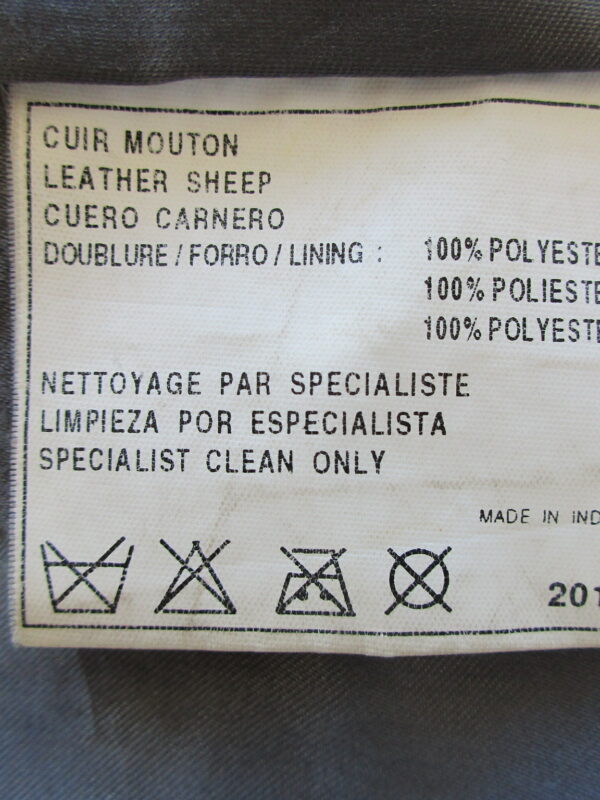 CUIR MOUTON
LEATHER SHEEP
CUERO CARNERO
DOUBLURE / FORRO / LINING : 100% POLYESTE
100% POLIESTE
100% POLYESTE
NETTOYAGE PAR SPECIALISTE
LIMPIEZA POR ESPECIALISTA
SPECIALIST CLEAN ONLY
MADE IN IND
201